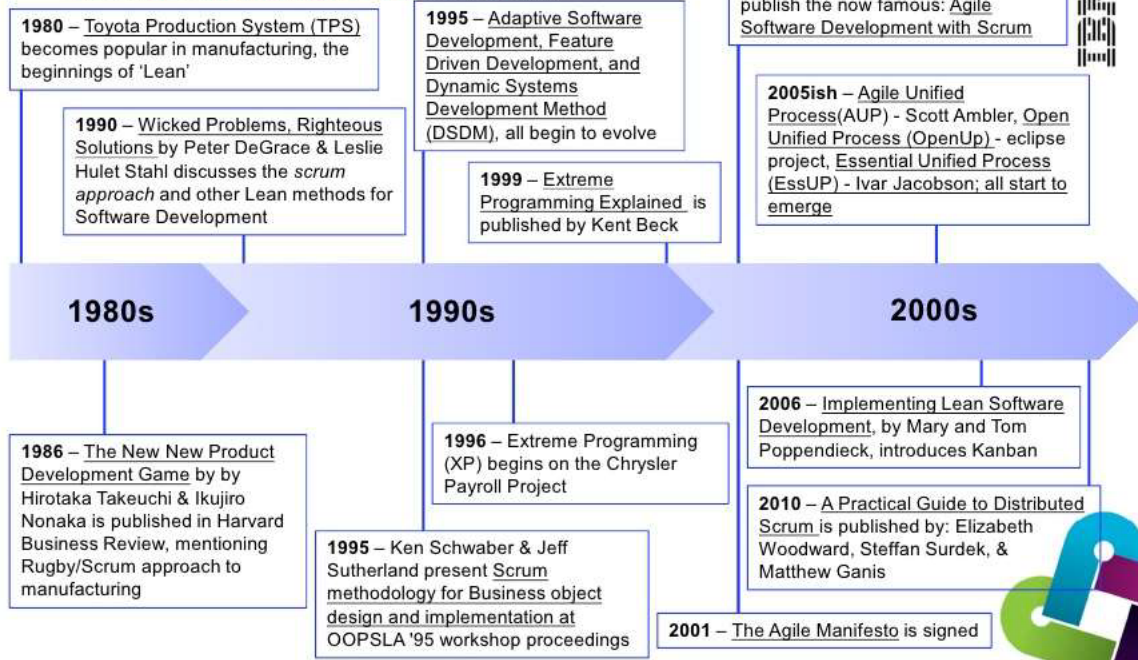 1980 – Toyota Production System (TPS)
becomes popular in manufacturing, the
beginnings of 'Lean'
1990 – Wicked Problems, Righteous
Solutions by Peter DeGrace & Leslie
Hulet Stahl discusses the scrum
approach and other Lean methods for
Software Development
1995 – Adaptive Software
Development, Feature
Driven Development, and
Dynamic Systems
Development Method
(DSDM), all begin to evolve
1999 – Extreme
Programming Explained is
published by Kent Beck
publish the now famous: Agile
Software Development with Scrum
2005ish – Agile Unified
Process(AUP) - Scott Ambler, Open
Unified Process (OpenUp) - eclipse
project, Essential Unified Process
(EssUP) - Ivar Jacobson; all start to
emerge
1980s
1990s
2000s
1986 – The New New Product
Development Game by by
Hirotaka Takeuchi & Ikujiro
Nonaka is published in Harvard
Business Review, mentioning
Rugby/Scrum approach to
manufacturing
1995 – Ken Schwaber & Jeff
Sutherland present Scrum
methodology for Business object
design and implementation at
OOPSLA '95 workshop proceedings
1996 – Extreme Programming
(XP) begins on the Chrysler
Payroll Project
2006 – Implementing Lean Software
Development, by Mary and Tom
Poppendieck, introduces Kanban
2010 – A Practical Guide to Distributed
Scrum is published by: Elizabeth
Woodward, Steffan Surdek, &
Matthew Ganis
2001 – The Agile Manifesto is signed